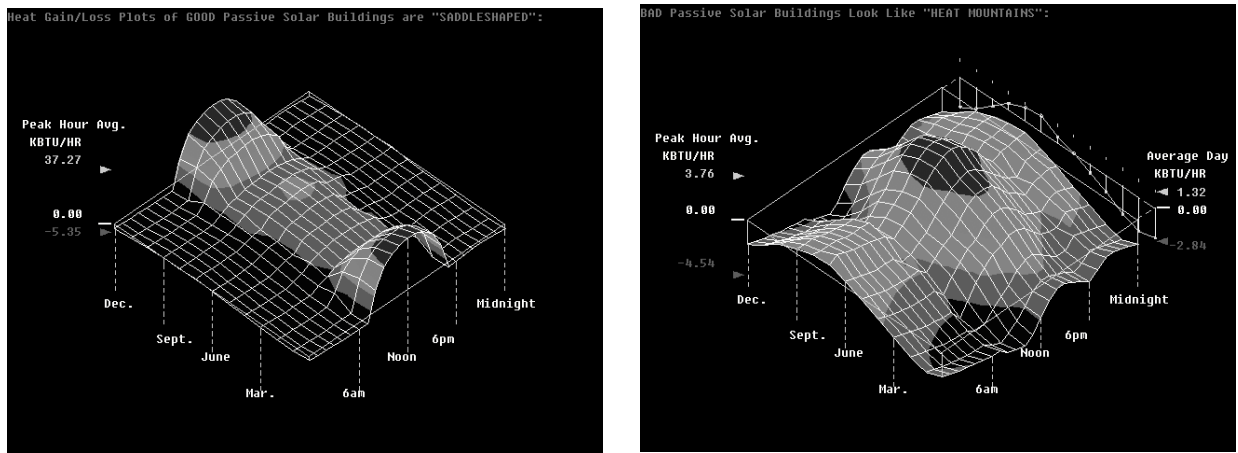 Heat Gain/Loss Plots of GOOD Passive Solar Buildings are "SADDLESHAPED":
Peak Hour Avg.
KBTU/HR
37.27
0.00
-5.35
Dec.
Sept.
June
Mar.
6am
Noon
6pm
Midnight
BAD Passive Solar Buildings Look Like "HEAT MOUNTAINS":
Peak Hour Avg.
KBTU/HR
3.76
0.00
-4.54
Average Day
KBTU/HR
1.32
0.00
-2.84
Dec.
Sept.
June
Mar.
6am
Noon
6pm
Midnight